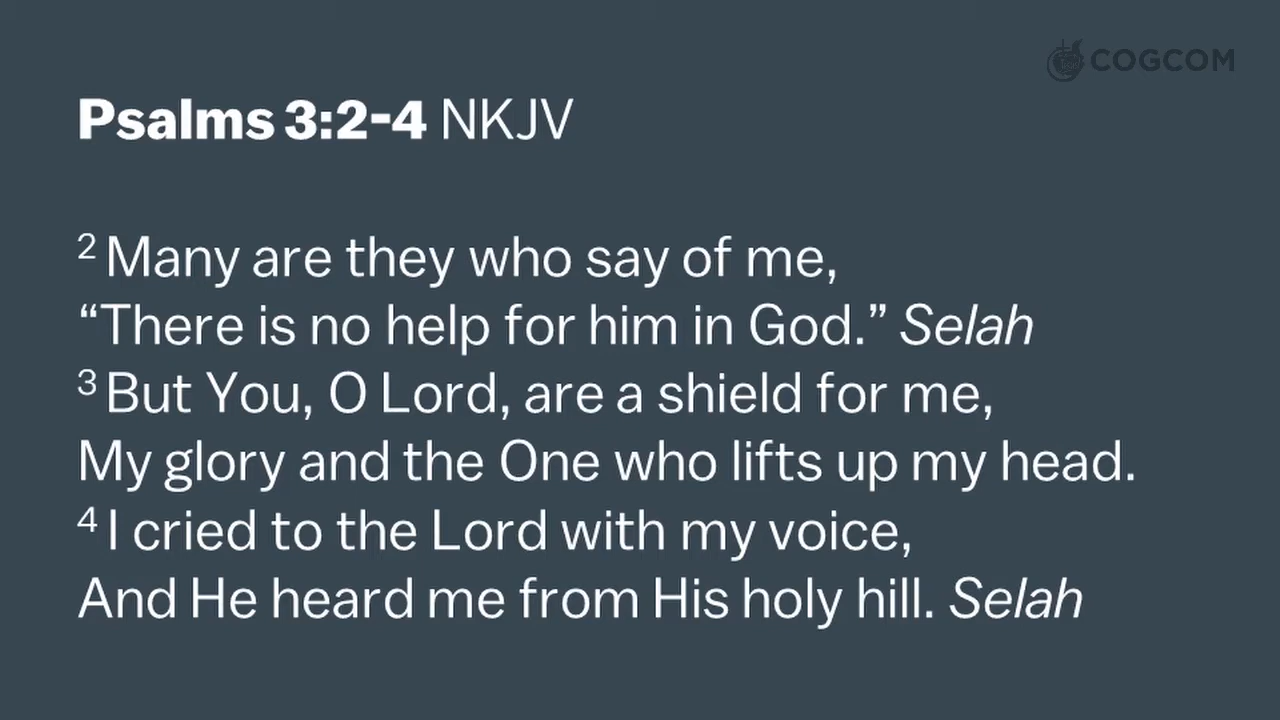 COGCOM
Psalms 3:2-4 NKJV
2 Many are they who say of me,
“There is no help for him in God.” Selah
3 But You, O Lord, are a shield for me,
My glory and the One who lifts up my head.
4 I cried to the Lord with my voice,
And He heard me from His holy hill. Selah